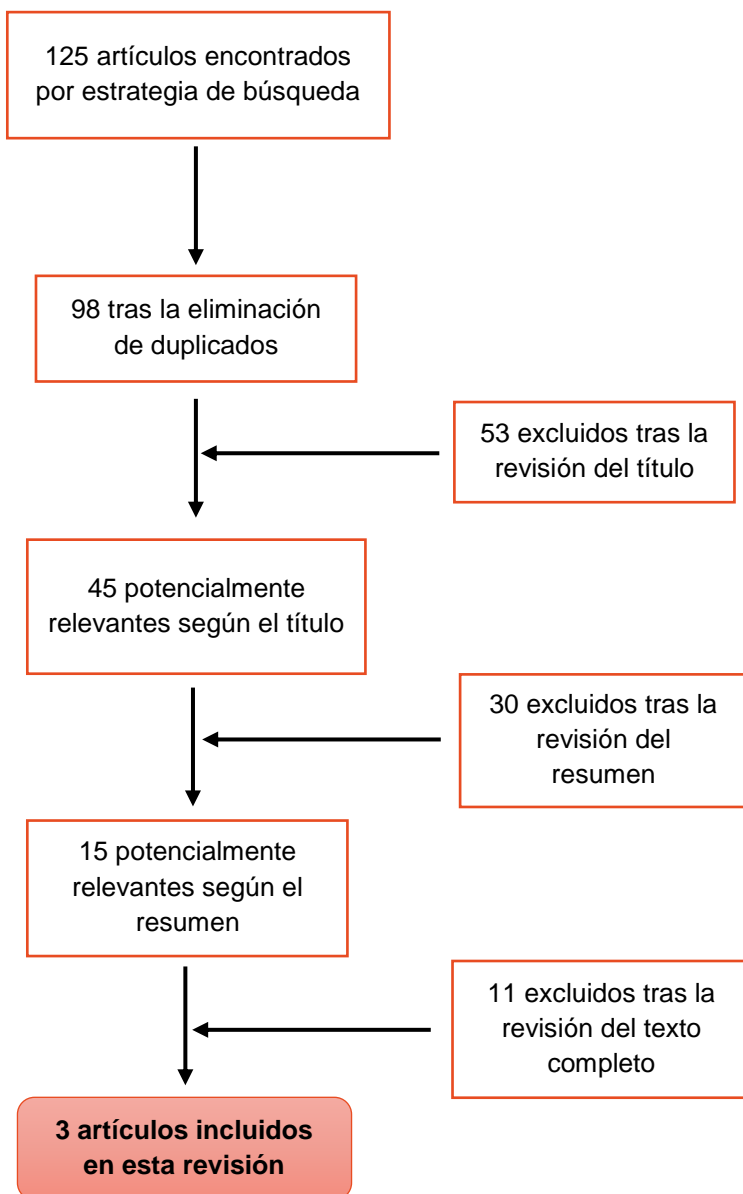 125 artículos encontrados
por estrategia de búsqueda
98 tras la eliminación
de duplicados
53 excluidos tras la
revisión del título
45 potencialmente
relevantes según el título
30 excluidos tras la
revisión del
resumen
15 potencialmente
relevantes según el
resumen
11 excluidos tras la
revisión del texto
completo
3 artículos incluidos
en esta revisión